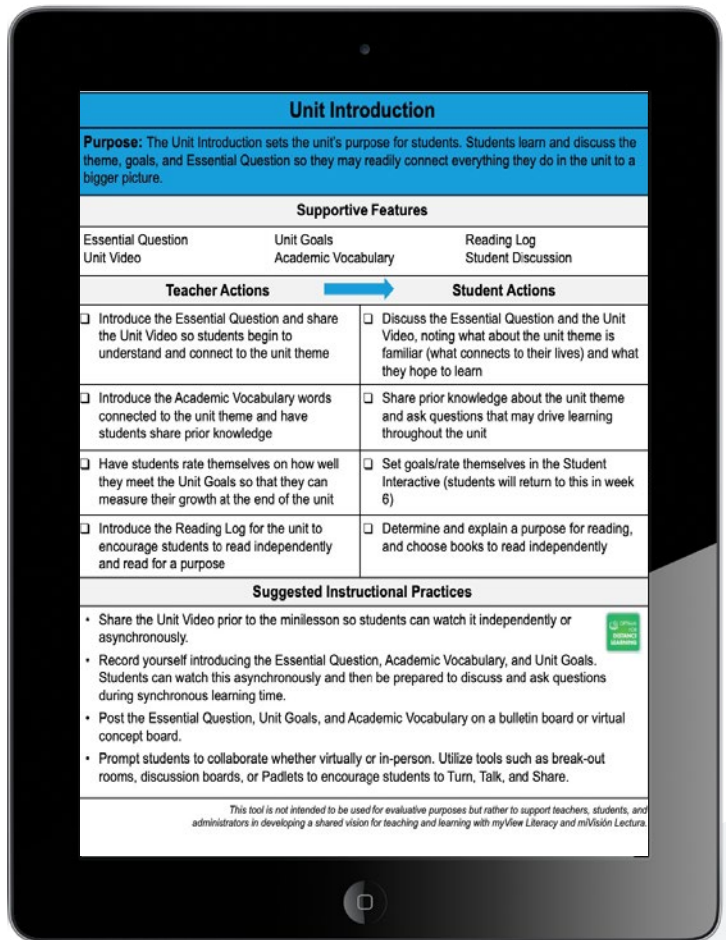 Unit Introduction
Purpose: The Unit Introduction sets the unit's purpose for students. Students learn and discuss the
theme, goals, and Essential Question so they may readily connect everything they do in the unit to a
bigger picture.
Supportive Features
Essential Question
Unit Goals
Reading Log
Unit Video
Academic Vocabulary
Student Discussion
Teacher Actions
Student Actions
❑ Introduce the Essential Question and share
the Unit Video so students begin to
understand and connect to the unit theme
❑ Discuss the Essential Question and the Unit
Video, noting what about the unit theme is
familiar (what connects to their lives) and what
they hope to learn
❑ Introduce the Academic Vocabulary words
connected to the unit theme and have
students share prior knowledge
❑ Share prior knowledge about the unit theme
and ask questions that may drive learning
throughout the unit
❑ Have students rate themselves on how well
they meet the Unit Goals so that they can
measure their growth at the end of the unit
❑ Set goals/rate themselves in the Student
Interactive (students will return to this in week
6)
❑ Introduce the Reading Log for the unit to
encourage students to read independently
and read for a purpose
❑ Determine and explain a purpose for reading,
and choose books to read independently
Suggested Instructional Practices
• Share the Unit Video prior to the minilesson so students can watch it independently or
asynchronously.
• Record yourself introducing the Essential Question, Academic Vocabulary, and Unit Goals.
Students can watch this asynchronously and then be prepared to discuss and ask questions
during synchronous learning time.
• Post the Essential Question, Unit Goals, and Academic Vocabulary on a bulletin board or virtual
concept board.
• Prompt students to collaborate whether virtually or in-person. Utilize tools such as break-out
rooms, discussion boards, or Padlets to encourage students to Turn, Talk, and Share.
DISTANCE
LEARNING
This tool is not intended to be used for evaluative purposes but rather to support teachers, students, and
administrators in developing a shared vision for teaching and learning with myView Literacy and miVisión Lectura.